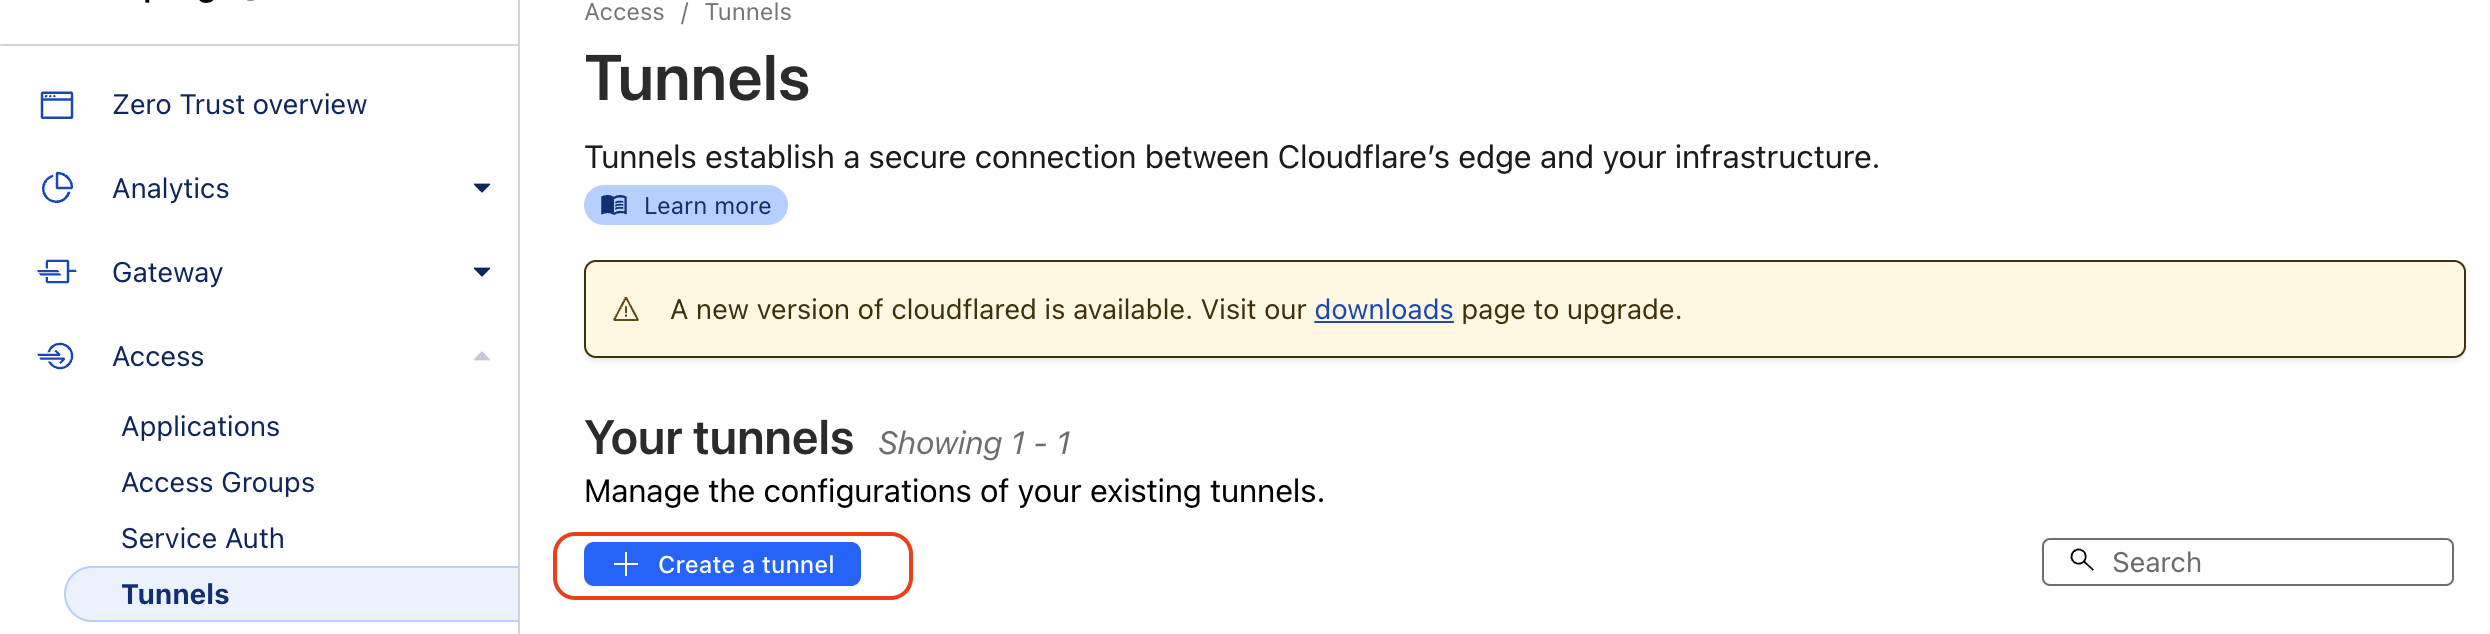 Zero Trust overview
Analytics
Gateway
Access
Applications
Access Groups
Service Auth
Tunnels
Access / Tunnels
Tunnels
Tunnels establish a secure connection between Cloudflare’s edge and your infrastructure.
Learn more
A new version of cloudflared is available. Visit our downloads page to upgrade.
Your tunnels Showing 1 - 1
Manage the configurations of your existing tunnels.
Create a tunnel
Search